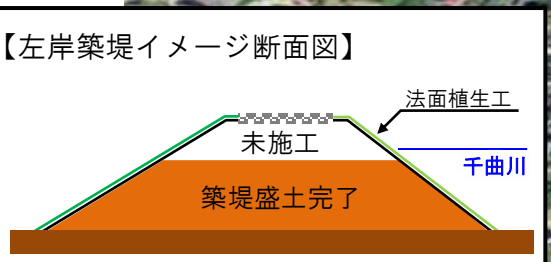 【左岸築堤イメージ断面図】
法面植生工
未施工
千曲川
築堤盛土完了